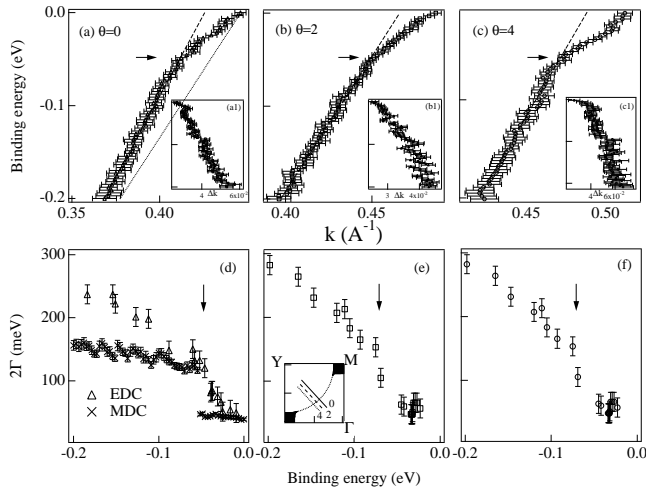 (a) θ=0
(b) θ=2
(c) θ=4
Binding energy (eV)
0.0
-0.1
-0.2
(a1)
4 Δk 6x10⁻²
(b1)
3 Δk 4x10⁻²
(c1)
4 Δk 6x10⁻²
0.35 0.40
0.40 0.45
0.45 0.50
k (A⁻¹)
2Γ (meV)
300
200
100
(d)
(e)
(f)
△ EDC
× MDC
Y M
0
4 2
Γ
-0.2 -0.1 0.0
-0.2 -0.1 0.0
-0.2 -0.1 0.0
Binding energy (eV)